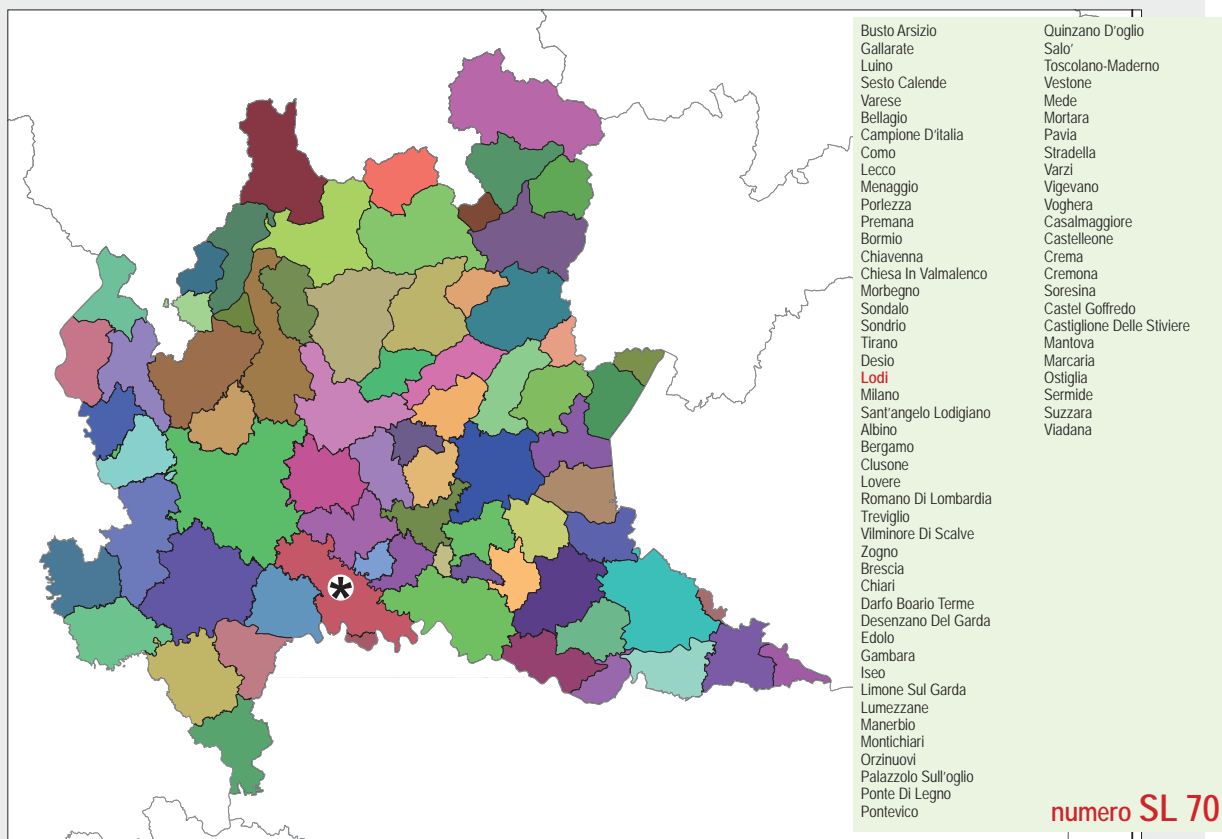 Busto Arsizio
Gallarate
Luino
Sesto Calende
Varese
Bellagio
Campione D'italia
Como
Lecco
Menaggio
Porlezza
Premana
Bormio
Chiavenna
Chiesa In Valmalenco
Morbegno
Sondalo
Sondrio
Tirano
Desio
Lodi
Milano
Sant'angelo Lodigiano
Albino
Bergamo
Clusone
Lovere
Romano Di Lombardia
Treviglio
Vilminore Di Scalve
Zogno
Brescia
Chiari
Darfo Boario Terme
Desenzano Del Garda
Edolo
Gambara
Iseo
Limone Sul Garda
Lumezzane
Manerbio
Montichiari
Orzinuovi
Palazzolo Sull'oglio
Ponte Di Legno
Pontevico
Quinzano D'oglio
Salo'
Toscolano-Maderno
Vestone
Mede
Mortara
Pavia
Stradella
Varzi
Vigevano
Voghera
Casalmaggiore
Castelleone
Crema
Cremona
Soresina
Castel Goffredo
Castiglione Delle Stiviere
Mantova
Marcaria
Ostiglia
Sermide
Suzzara
Viadana
numero SL 70